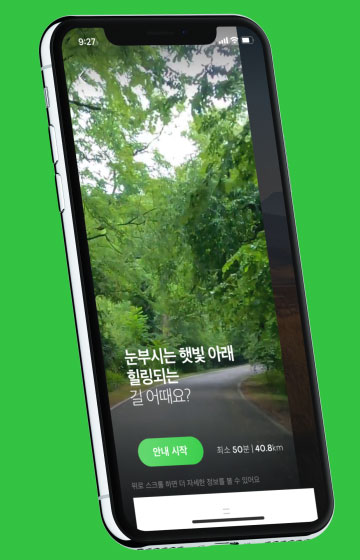 9:27
눈부시는 햇빛 아래
힐링되는
길 어때요?
안내 시작
최소 50분 | 40.8km
위로 스크롤 하면 더 자세한 정보를 볼 수 있어요